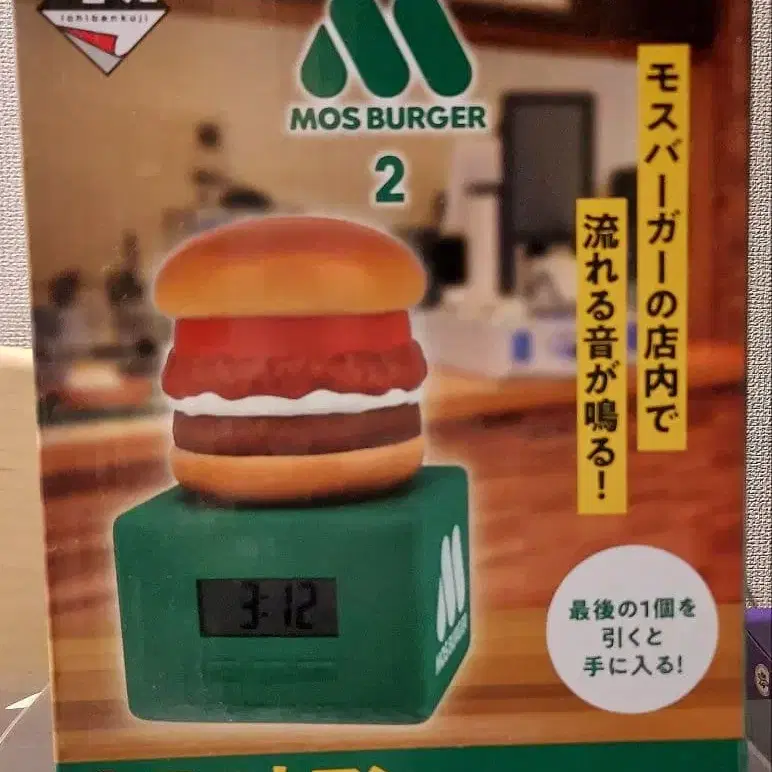 ichibankuji
MOS BURGER
2
モスバーガーの店内で
流れる音が鳴る!
3:12
MOS BURGER
最後の1個を
引くと
手に入る!